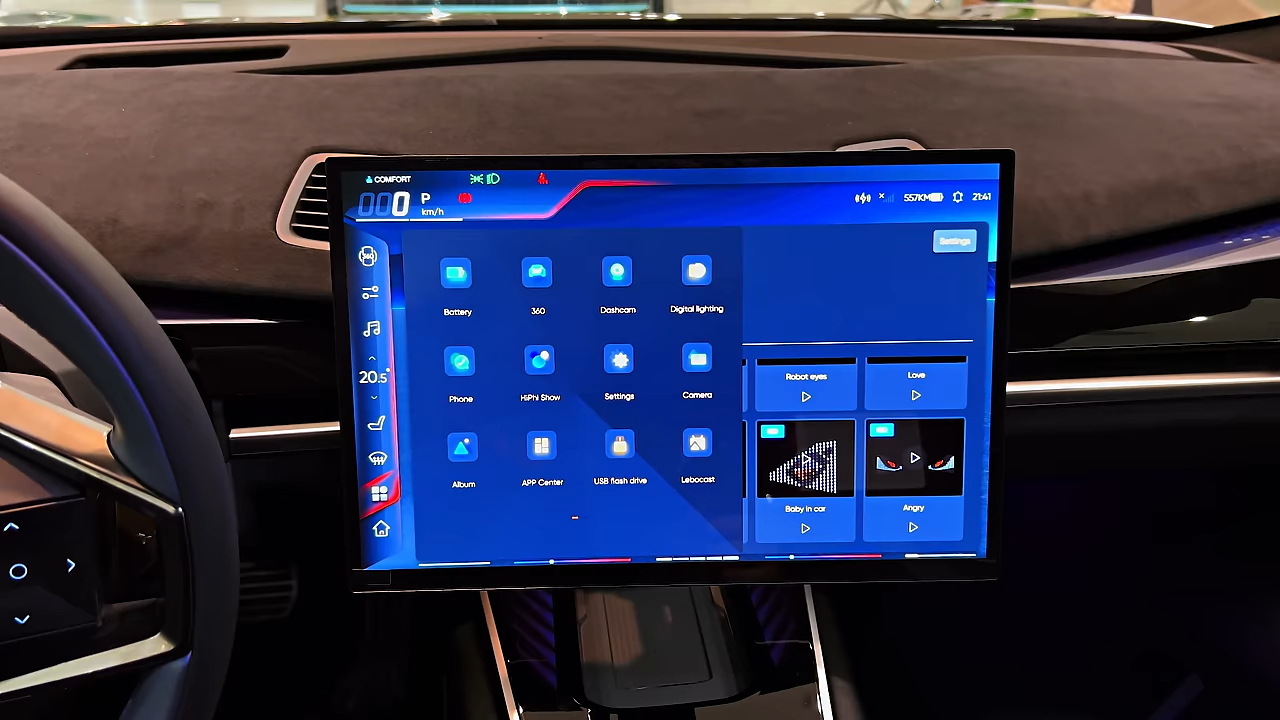 COMFORT
000 P
km/h
557KM
21:41
Settings
360
Battery
360
Dashcam
Digital lighting
Robot eyes
Love
20.5°
Phone
HiPhi Show
Settings
Camera
Album
APP Center
USB flash drive
Lebocast
Baby in car
Angry